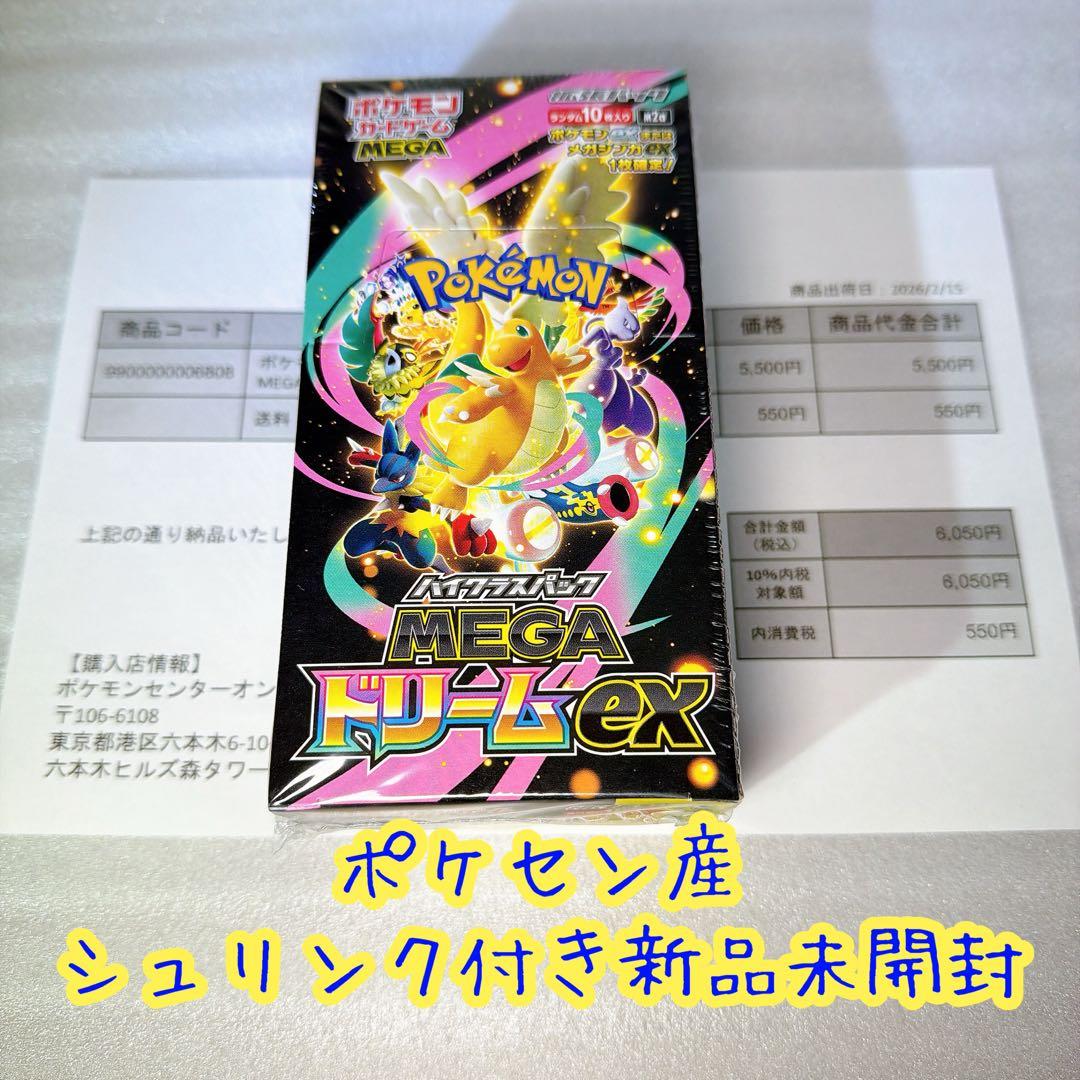 ポケモン
カードゲーム
MEGA
拡張パック
ランダム10枚入り
ポケモンexまたは
メガシンカex
1枚確定!
POKÉMON
商品出荷日:2026/2/15
商品コード
価格
商品代金合計
9900000006808
ポケ
MEGA
5,500円
5,500円
送料
550円
550円
上記の通り納品いたし
合計金額
(税込)
6,050円
10%内税
対象額
6,050円
内消費税
550円
【購入店情報】
ポケモンセンターオン
〒106-6108
東京都港区六本木6-10
六本木ヒルズ森タワー
ハイクラスパック
MEGA
ドリームex
ポケセン産
シュリンク付き新品未開封